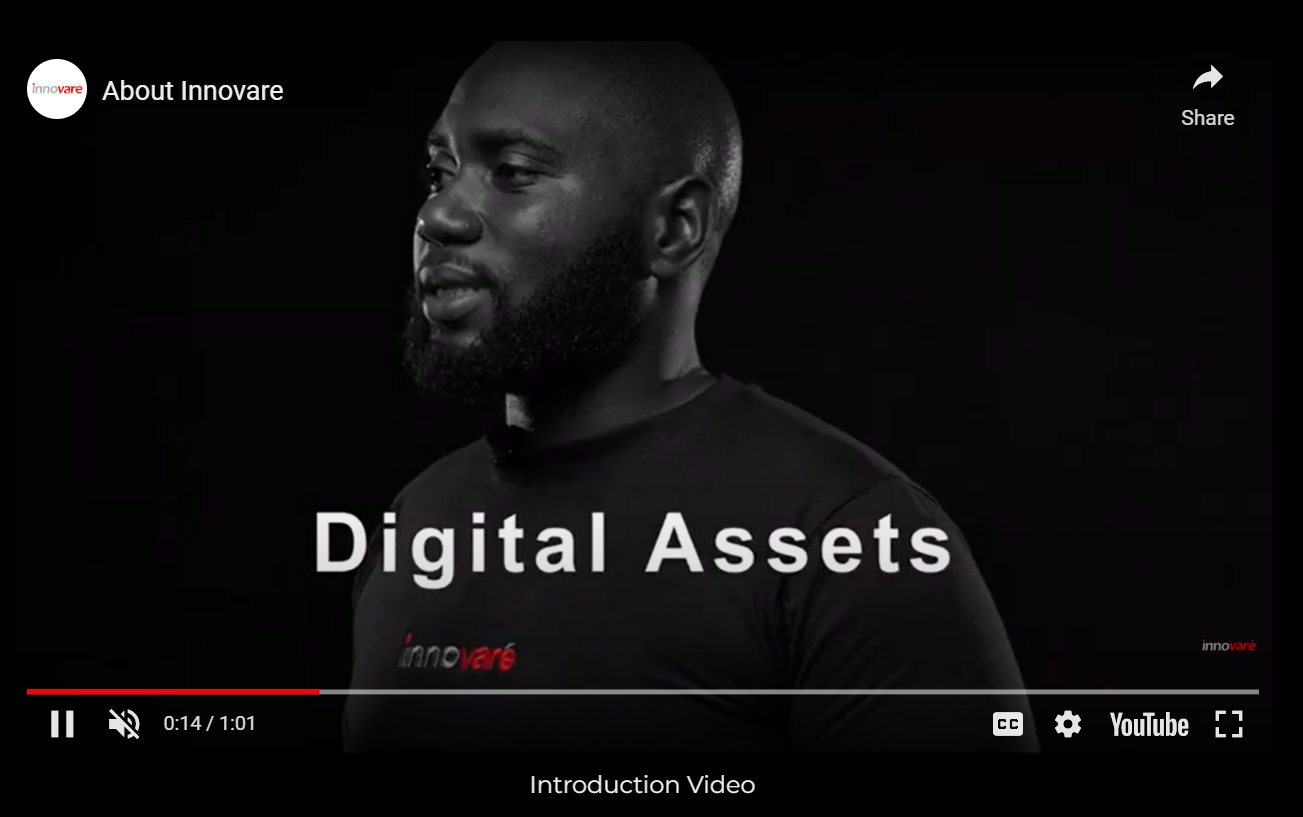 innovare
About Innovare
Share
Digital Assets
innovaré
innovaré
0:14 / 1:01
CC
YouTube
Introduction Video